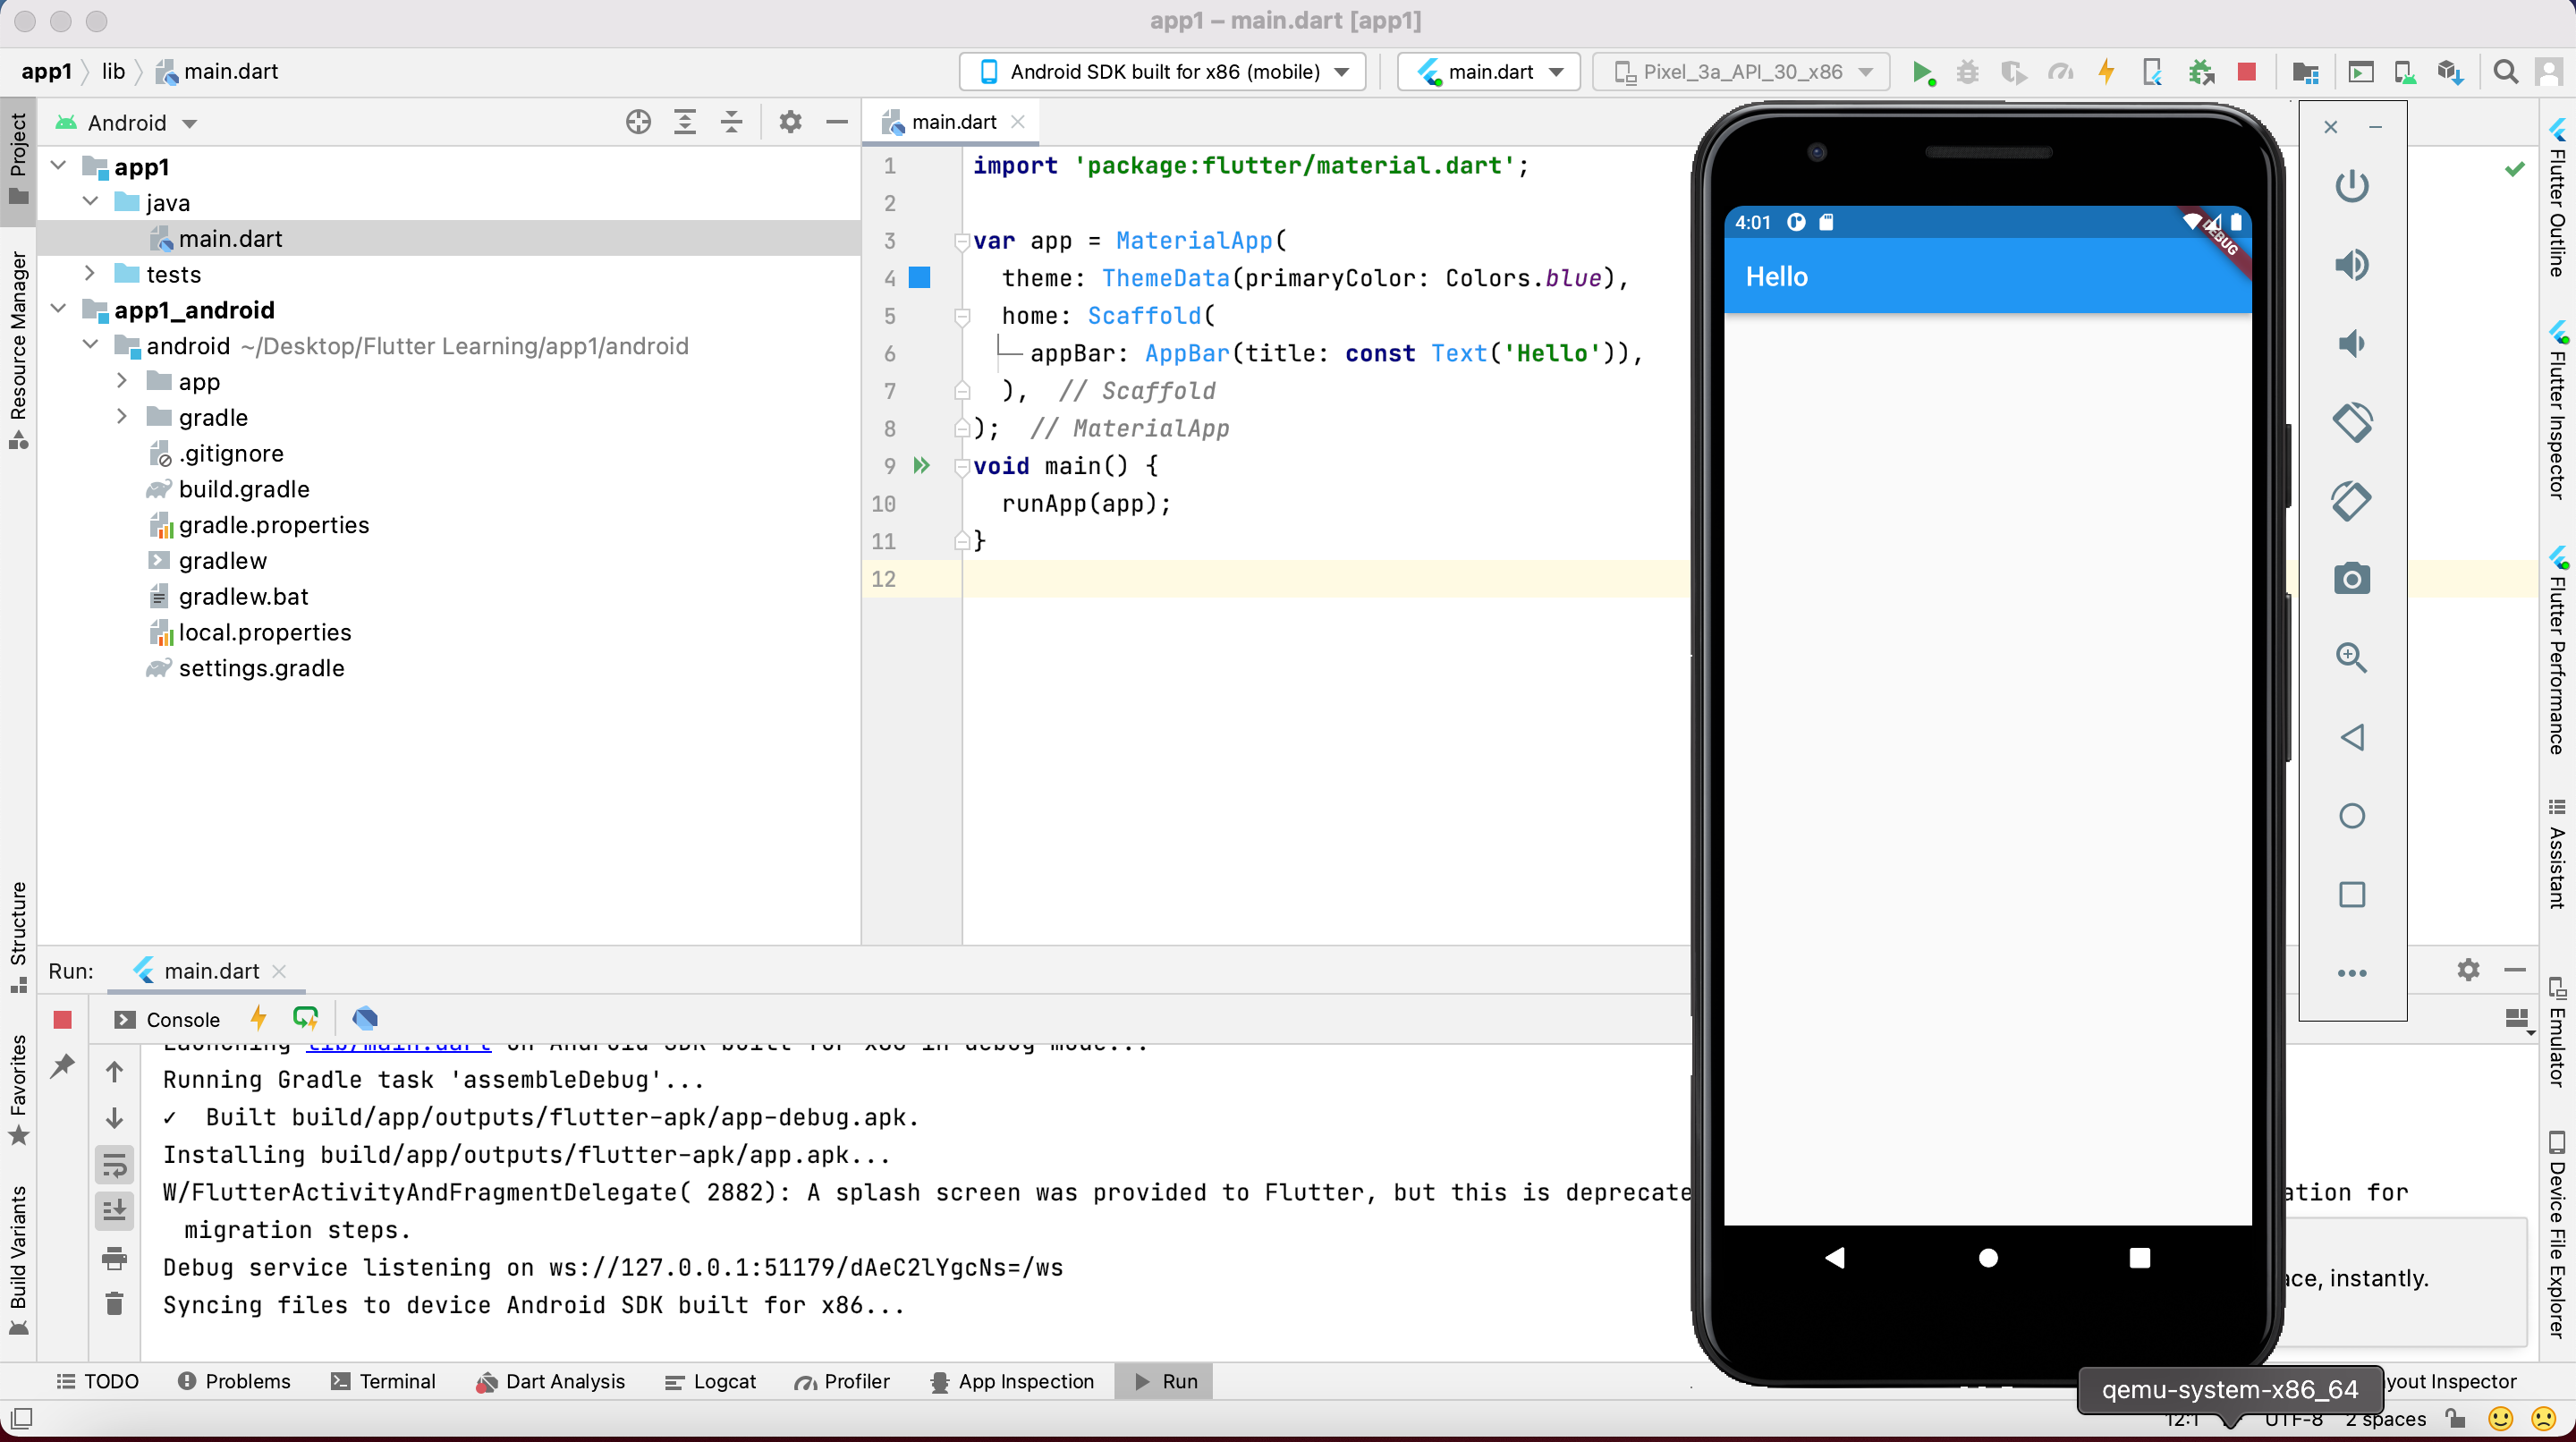 app1 – main.dart [app1]
app1 lib main.dart
Android SDK built for x86 (mobile)
main.dart
Pixel_3a_API_30_x86
Project
Resource Manager
Structure
Favorites
Build Variants
Android
app1
java
main.dart
tests
app1_android
android ~/Desktop/Flutter Learning/app1/android
app
gradle
.gitignore
build.gradle
gradle.properties
gradlew
gradlew.bat
local.properties
settings.gradle
main.dart
1 import 'package:flutter/material.dart';
2
3 var app = MaterialApp(
4 theme: ThemeData(primaryColor: Colors.blue),
5 home: Scaffold(
6 appBar: AppBar(title: const Text('Hello')),
7 ), // Scaffold
8 ); // MaterialApp
9 void main() {
10 runApp(app);
11 }
12
4:01
DEBUG
Hello
Flutter Outline
Flutter Inspector
Flutter Performance
Assistant
Emulator
Device File Explorer
Run: main.dart
Console
Launching lib/main.dart on Android SDK built for x86 in debug mode...
Running Gradle task 'assembleDebug'...
✓ Built build/app/outputs/flutter-apk/app-debug.apk.
Installing build/app/outputs/flutter-apk/app.apk...
W/FlutterActivityAndFragmentDelegate( 2882): A splash screen was provided to Flutter, but this is deprecate ation for
migration steps.
Debug service listening on ws://127.0.0.1:51179/dAeC2lYgcNs=/ws
Syncing files to device Android SDK built for x86...
ace, instantly.
TODO Problems Terminal Dart Analysis Logcat Profiler App Inspection Run yout Inspector
qemu-system-x86_64
12:1 UTF-8 2 spaces